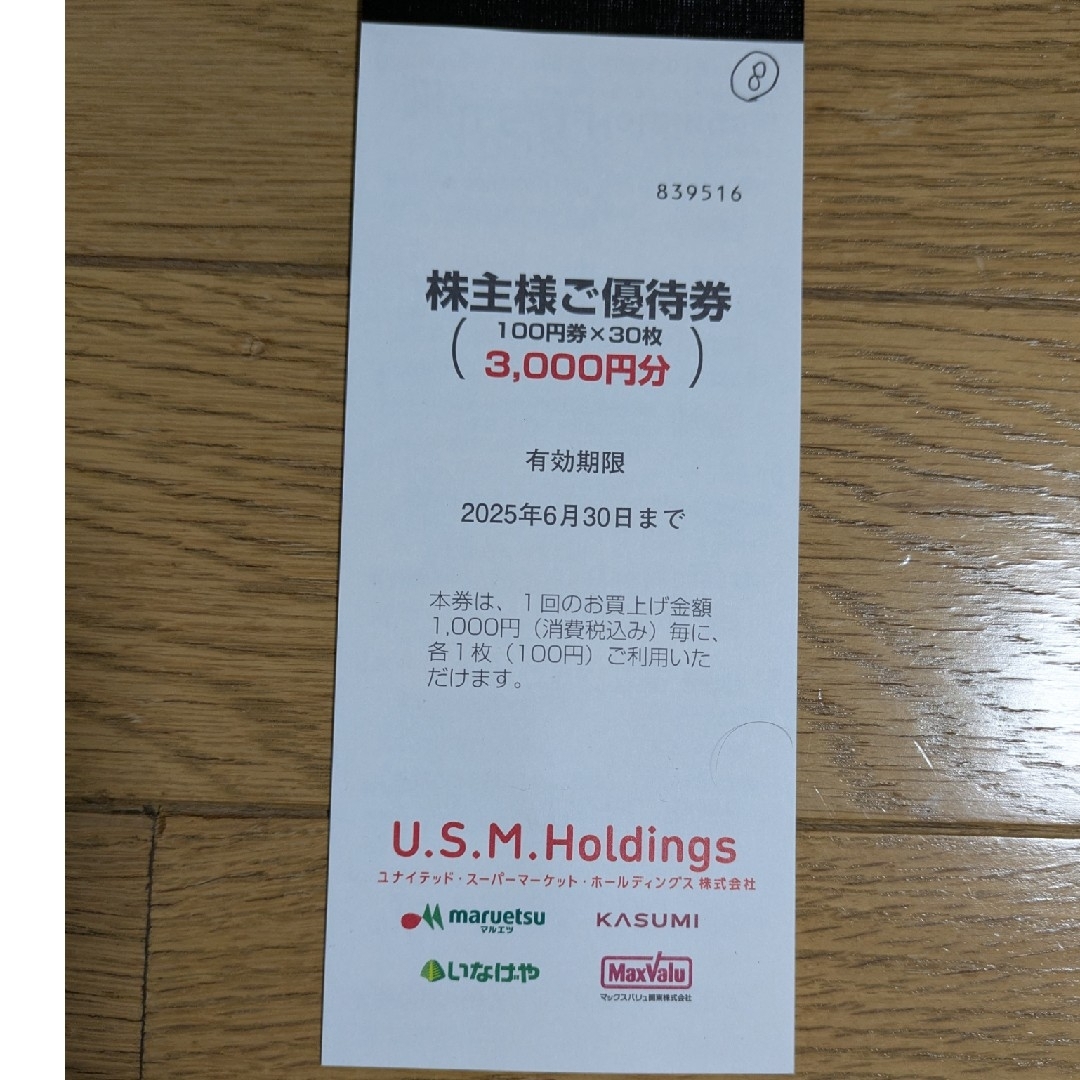 8
839516
株主様ご優待券
(100円券×30枚
3,000円分)
有効期限
2025年6月30日まで
本券は、1回のお買上げ金額
1,000円(消費税込み)毎に、
各1枚(100円)ご利用いた
だけます。
U.S.M.Holdings
ユナイテッド・スーパーマーケット・ホールディングス 株式会社
maruetsu
マルエツ
KASUMI
いなげや
MaxValu
マックスバリュ関東株式会社